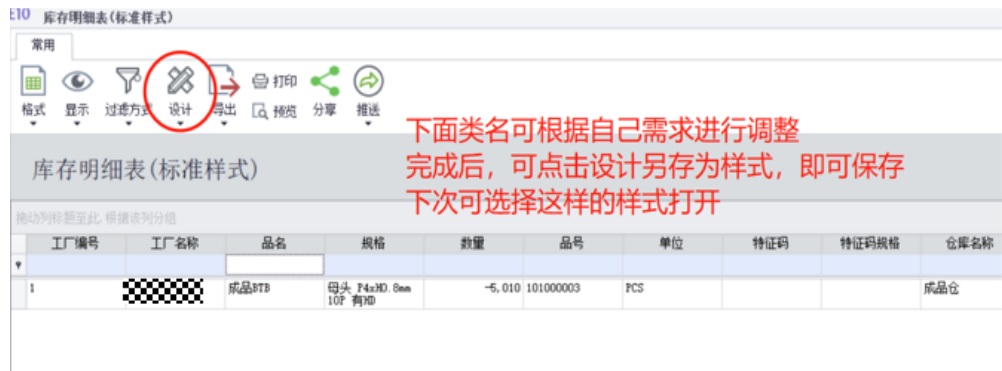 E10 库存明细表(标准样式)
常用
格式 显示 过滤方式 设计 导出 打印 预览 分享 推送
下面类名可根据自己需求进行调整
完成后，可点击设计另存为样式，即可保存
下次可选择这样的样式打开
库存明细表(标准样式)
拖动列标题至此,根据该列分组
工厂编号 工厂名称 品名 规格 数量 品号 单位 特征码 特征码规格 仓库名称
1 成品BTB 母头 P4xH0.8mm -5,010 101000003 PCS 成品仓
10P 有HD